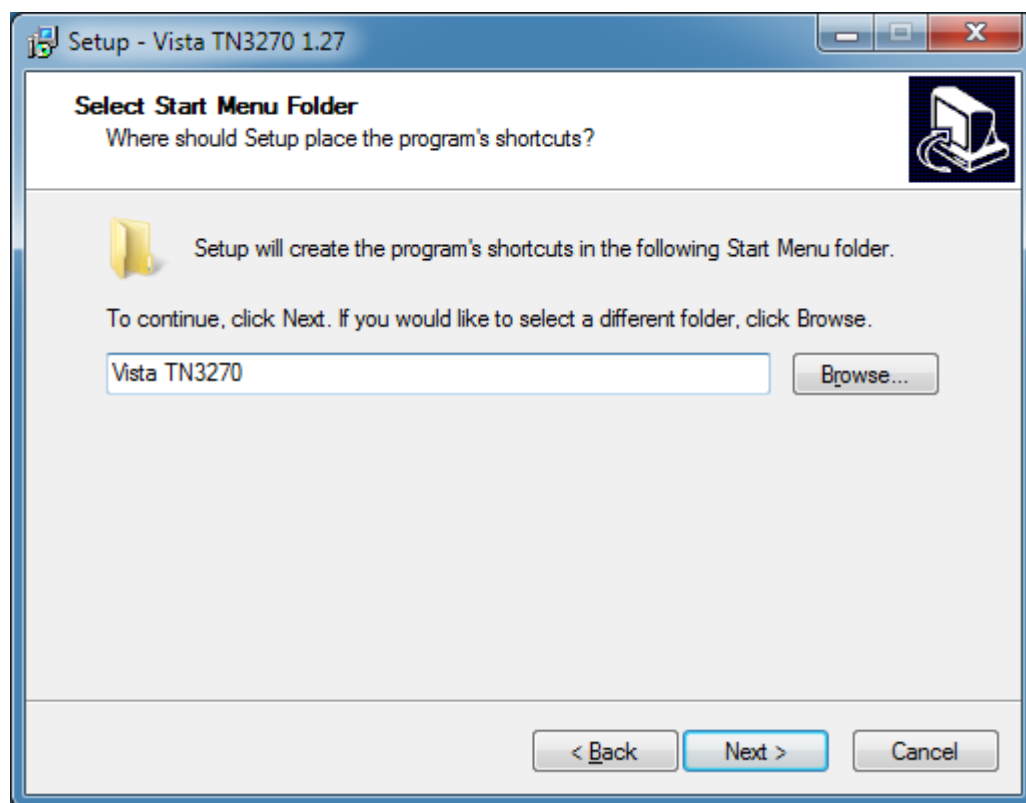 Setup - Vista TN3270 1.27
Select Start Menu Folder
Where should Setup place the program's shortcuts?
Setup will create the program's shortcuts in the following Start Menu folder.
To continue, click Next. If you would like to select a different folder, click Browse.
Vista TN3270
Browse...
< Back
Next >
Cancel